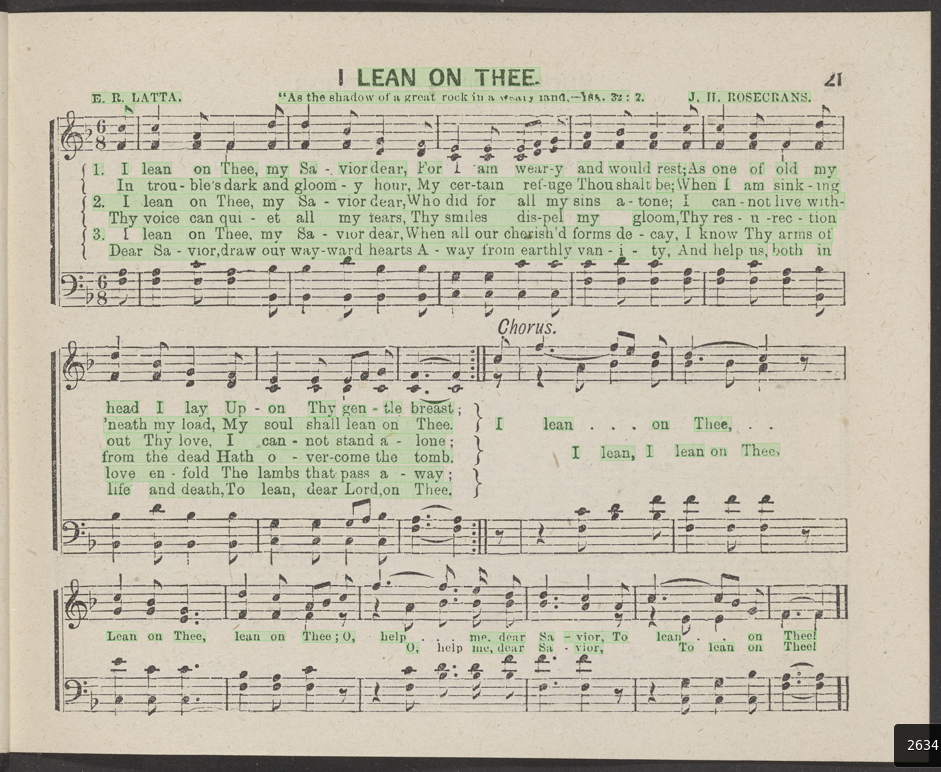 I LEAN ON THEE.
21
E. R. LATTA.
"As the shadow of a great rock in a weary land.—Isa. 32 : 2.
J. H. ROSECRANS.
1. I lean on Thee, my Sa - vior dear, For I am wear-y and would rest; As one of old my
In trou - ble's dark and gloom - y hour, My cer-tain ref-uge Thou shalt be; When I am sink - ing
2. I lean on Thee, my Sa - vior dear, Who did for all my sins a - tone; I can - not live with-
Thy voice can qui - et all my fears, Thy smiles dis-pel my gloom, Thy res - u -rec - tion
3. I lean on Thee, my Sa - vior dear, When all our cherish'd forms de - cay, I know Thy arms of
Dear Sa - vior, draw our way-ward hearts A - way from earthly van - i - ty, And help us, both in
Chorus.
head I lay Up - on Thy gen - tle breast;
'neath my load, My soul shall lean on Thee.
out Thy love, I can - not stand a - lone;
from the dead Hath o - ver-come the tomb.
love en - fold The lambs that pass a - way;
life and death, To lean, dear Lord, on Thee.
I lean . . . on Thee, . . .
I lean, I lean on Thee,
Lean on Thee, lean on Thee; O, help . . . me, dear Sa - vior, To lean . . on Thee!
O, help me, dear Sa - vior, To lean on Thee!
2634